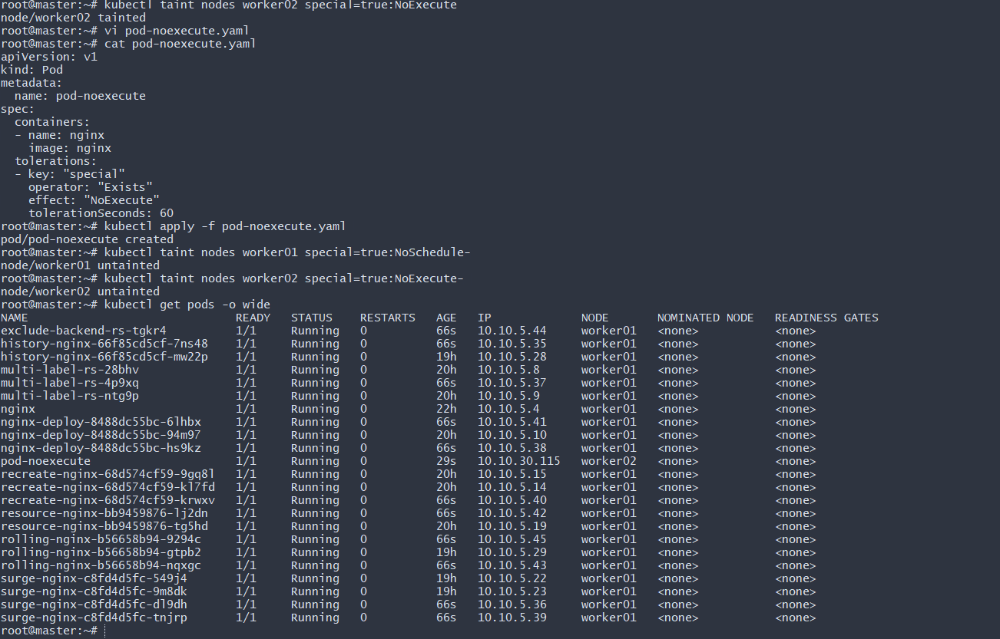 root@master:~# kubectl taint nodes worker02 special=true:NoExecute
node/worker02 tainted
root@master:~# vi pod-noexecute.yaml
root@master:~# cat pod-noexecute.yaml
apiVersion: v1
kind: Pod
metadata:
  name: pod-noexecute
spec:
  containers:
  - name: nginx
    image: nginx
  tolerations:
  - key: "special"
    operator: "Exists"
    effect: "NoExecute"
    tolerationSeconds: 60
root@master:~# kubectl apply -f pod-noexecute.yaml
pod/pod-noexecute created
root@master:~# kubectl taint nodes worker01 special=true:NoSchedule-
node/worker01 untainted
root@master:~# kubectl taint nodes worker02 special=true:NoExecute-
node/worker02 untainted
root@master:~# kubectl get pods -o wide
NAME                              READY   STATUS    RESTARTS   AGE   IP             NODE       NOMINATED NODE   READINESS GATES
exclude-backend-rs-tgkr4          1/1     Running   0          66s   10.10.5.44     worker01   <none>           <none>
history-nginx-66f85cd5cf-7ns48    1/1     Running   0          66s   10.10.5.35     worker01   <none>           <none>
history-nginx-66f85cd5cf-mw22p    1/1     Running   0          19h   10.10.5.28     worker01   <none>           <none>
multi-label-rs-28bhv              1/1     Running   0          20h   10.10.5.8      worker01   <none>           <none>
multi-label-rs-4p9xq              1/1     Running   0          66s   10.10.5.37     worker01   <none>           <none>
multi-label-rs-ntg9p              1/1     Running   0          20h   10.10.5.9      worker01   <none>           <none>
nginx                             1/1     Running   0          22h   10.10.5.4      worker01   <none>           <none>
nginx-deploy-8488dc55bc-6lhbx     1/1     Running   0          66s   10.10.5.41     worker01   <none>           <none>
nginx-deploy-8488dc55bc-94m97     1/1     Running   0          20h   10.10.5.10     worker01   <none>           <none>
nginx-deploy-8488dc55bc-hs9kz     1/1     Running   0          66s   10.10.5.38     worker01   <none>           <none>
pod-noexecute                     1/1     Running   0          29s   10.10.30.115   worker02   <none>           <none>
recreate-nginx-68d574cf59-9gq8l   1/1     Running   0          20h   10.10.5.15     worker01   <none>           <none>
recreate-nginx-68d574cf59-kl7fd   1/1     Running   0          20h   10.10.5.14     worker01   <none>           <none>
recreate-nginx-68d574cf59-krwxv   1/1     Running   0          66s   10.10.5.40     worker01   <none>           <none>
resource-nginx-bb9459876-lj2dn    1/1     Running   0          66s   10.10.5.42     worker01   <none>           <none>
resource-nginx-bb9459876-tg5hd    1/1     Running   0          20h   10.10.5.19     worker01   <none>           <none>
rolling-nginx-b56658b94-9294c     1/1     Running   0          66s   10.10.5.45     worker01   <none>           <none>
rolling-nginx-b56658b94-gtpb2     1/1     Running   0          19h   10.10.5.29     worker01   <none>           <none>
rolling-nginx-b56658b94-nqxgc     1/1     Running   0          66s   10.10.5.43     worker01   <none>           <none>
surge-nginx-c8fd4d5fc-549j4       1/1     Running   0          19h   10.10.5.22     worker01   <none>           <none>
surge-nginx-c8fd4d5fc-9m8dk       1/1     Running   0          19h   10.10.5.23     worker01   <none>           <none>
surge-nginx-c8fd4d5fc-dl9dh       1/1     Running   0          66s   10.10.5.36     worker01   <none>           <none>
surge-nginx-c8fd4d5fc-tnjrp       1/1     Running   0          66s   10.10.5.39     worker01   <none>           <none>
root@master:~#